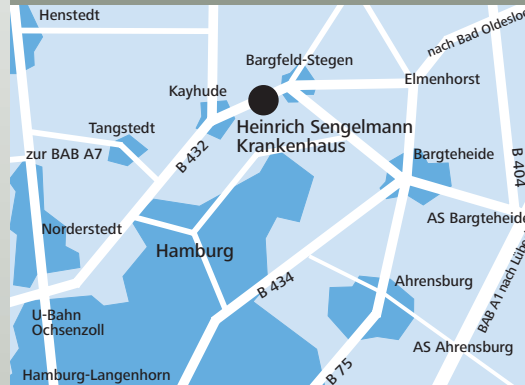 Henstedt
nach Bad Oldeslo
Bargfeld-Stegen
Elmenhorst
Kayhude
Heinrich Sengelmann
Krankenhaus
Tangstedt
zur BAB A7
B 432
Bargteheide
B 404
AS Bargteheide
Norderstedt
Hamburg
B 434
Ahrensburg
BAB A1 nach Lübe
U-Bahn
Ochsenzoll
AS Ahrensburg
Hamburg-Langenhorn
B 75